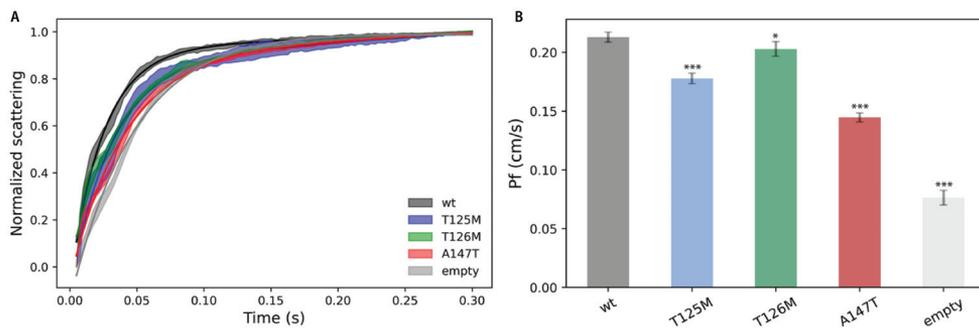 A
Normalized scattering
1.0
0.8
0.6
0.4
0.2
0.0
wt
T125M
T126M
A147T
empty
0.00 0.05 0.10 0.15 0.20 0.25 0.30
Time (s)
B
Pf (cm/s)
0.20
0.15
0.10
0.05
0.00
***
*
***
***
wt T125M T126M A147T empty